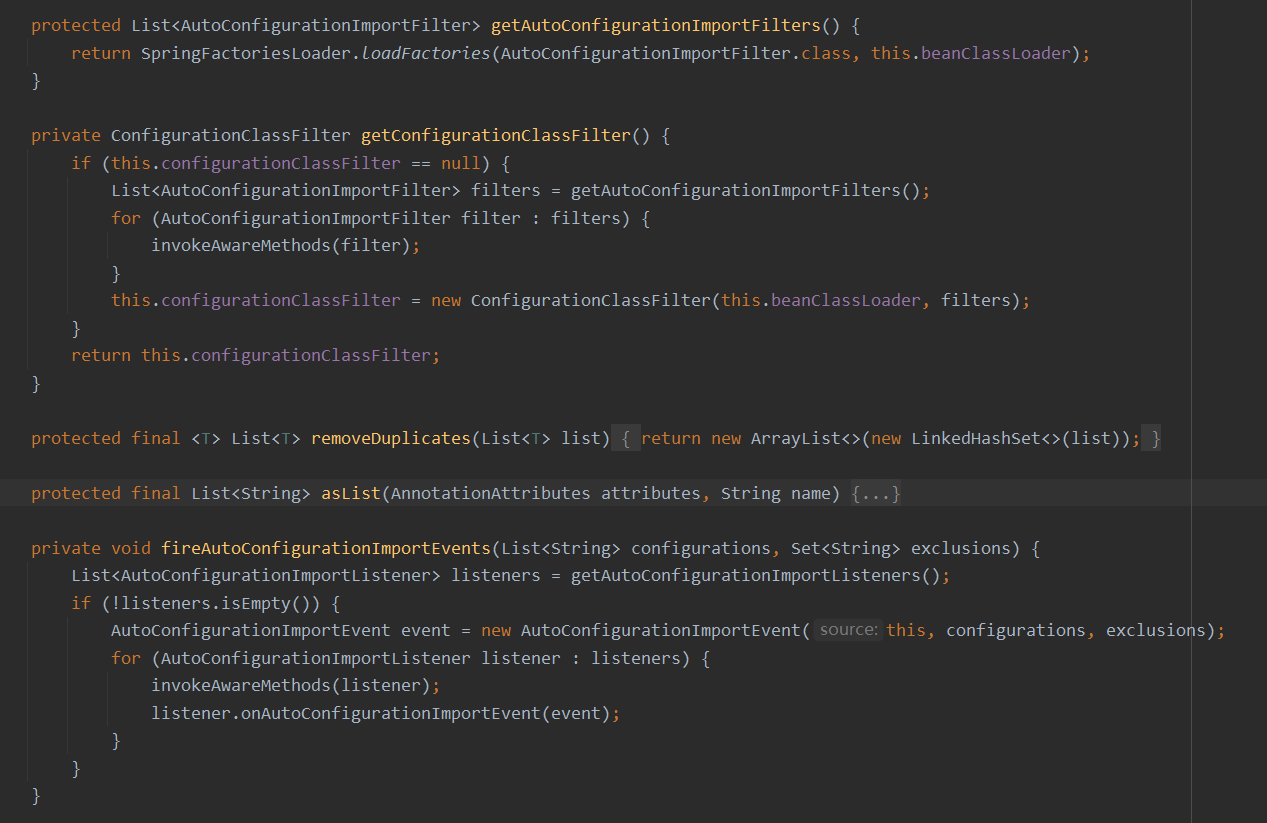 protected List<AutoConfigurationImportFilter> getAutoConfigurationImportFilters() {
    return SpringFactoriesLoader.loadFactories(AutoConfigurationImportFilter.class, this.beanClassLoader);
}
private ConfigurationClassFilter getConfigurationClassFilter() {
    if (this.configurationClassFilter == null) {
        List<AutoConfigurationImportFilter> filters = getAutoConfigurationImportFilters();
        for (AutoConfigurationImportFilter filter : filters) {
            invokeAwareMethods(filter);
        }
        this.configurationClassFilter = new ConfigurationClassFilter(this.beanClassLoader, filters);
    }
    return this.configurationClassFilter;
}
protected final <T> List<T> removeDuplicates(List<T> list) { return new ArrayList<>(new LinkedHashSet<>(list)); }
protected final List<String> asList(AnnotationAttributes attributes, String name) {...}
private void fireAutoConfigurationImportEvents(List<String> configurations, Set<String> exclusions) {
    List<AutoConfigurationImportListener> listeners = getAutoConfigurationImportListeners();
    if (!listeners.isEmpty()) {
        AutoConfigurationImportEvent event = new AutoConfigurationImportEvent( source: this, configurations, exclusions);
        for (AutoConfigurationImportListener listener : listeners) {
            invokeAwareMethods(listener);
            listener.onAutoConfigurationImportEvent(event);
        }
    }
}